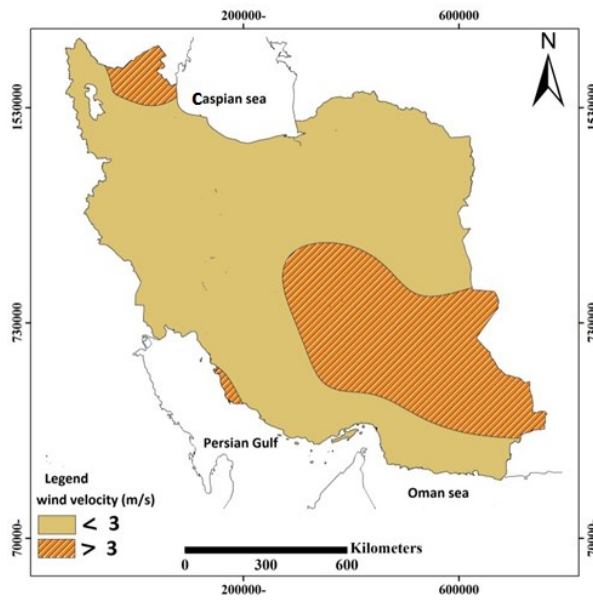 200000-
600000
N
1530000
1530000
Caspian sea
730000
730000
Persian Gulf
Oman sea
Legend
wind velocity (m/s)
< 3
> 3
70000-
70000-
Kilometers
0 300 600
200000-
600000